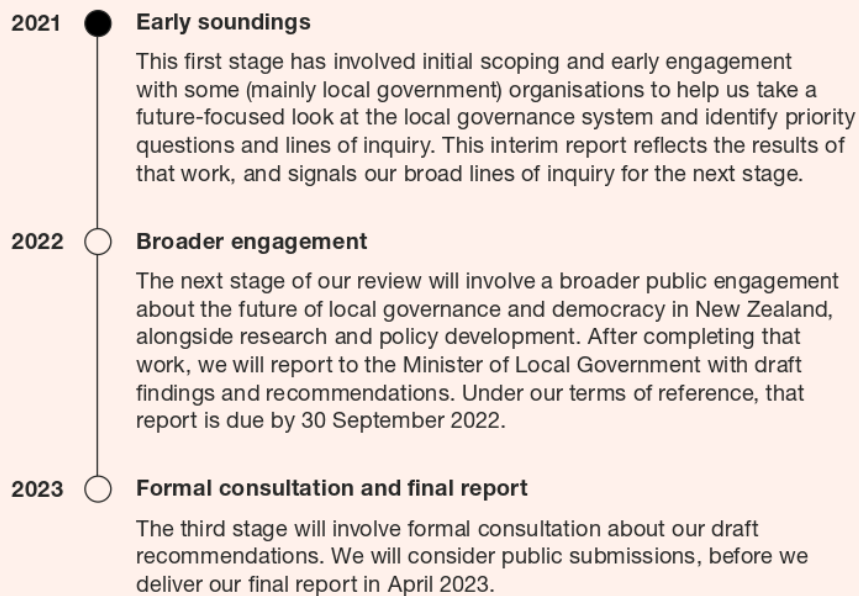 2021 Early soundings
This first stage has involved initial scoping and early engagement
with some (mainly local government) organisations to help us take a
future-focused look at the local governance system and identify priority
questions and lines of inquiry. This interim report reflects the results of
that work, and signals our broad lines of inquiry for the next stage.
2022 Broader engagement
The next stage of our review will involve a broader public engagement
about the future of local governance and democracy in New Zealand,
alongside research and policy development. After completing that
work, we will report to the Minister of Local Government with draft
findings and recommendations. Under our terms of reference, that
report is due by 30 September 2022.
2023 Formal consultation and final report
The third stage will involve formal consultation about our draft
recommendations. We will consider public submissions, before we
deliver our final report in April 2023.